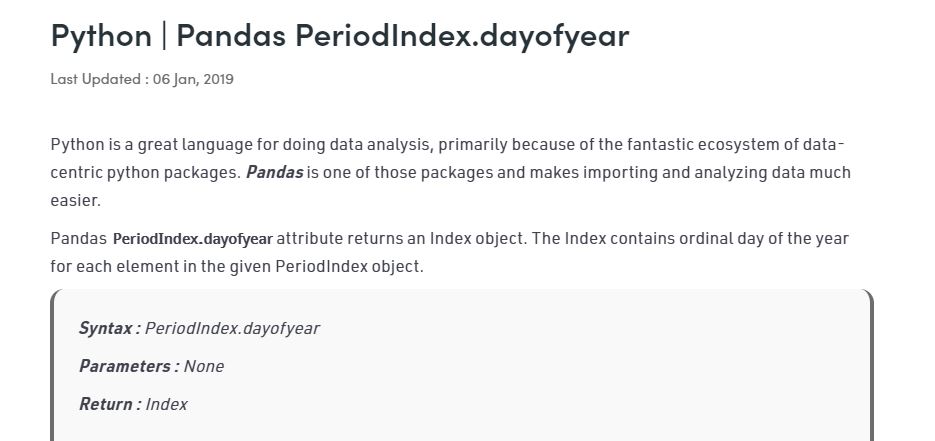 Python | Pandas PeriodIndex.dayofyear
Last Updated : 06 Jan, 2019
Python is a great language for doing data analysis, primarily because of the fantastic ecosystem of data-
centric python packages. Pandas is one of those packages and makes importing and analyzing data much
easier.
Pandas PeriodIndex.dayofyear attribute returns an Index object. The Index contains ordinal day of the year
for each element in the given PeriodIndex object.
Syntax : PeriodIndex.dayofyear
Parameters : None
Return : Index